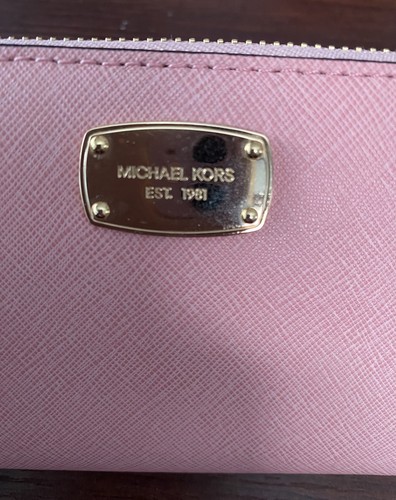 MICHAEL KORS
EST. 1981